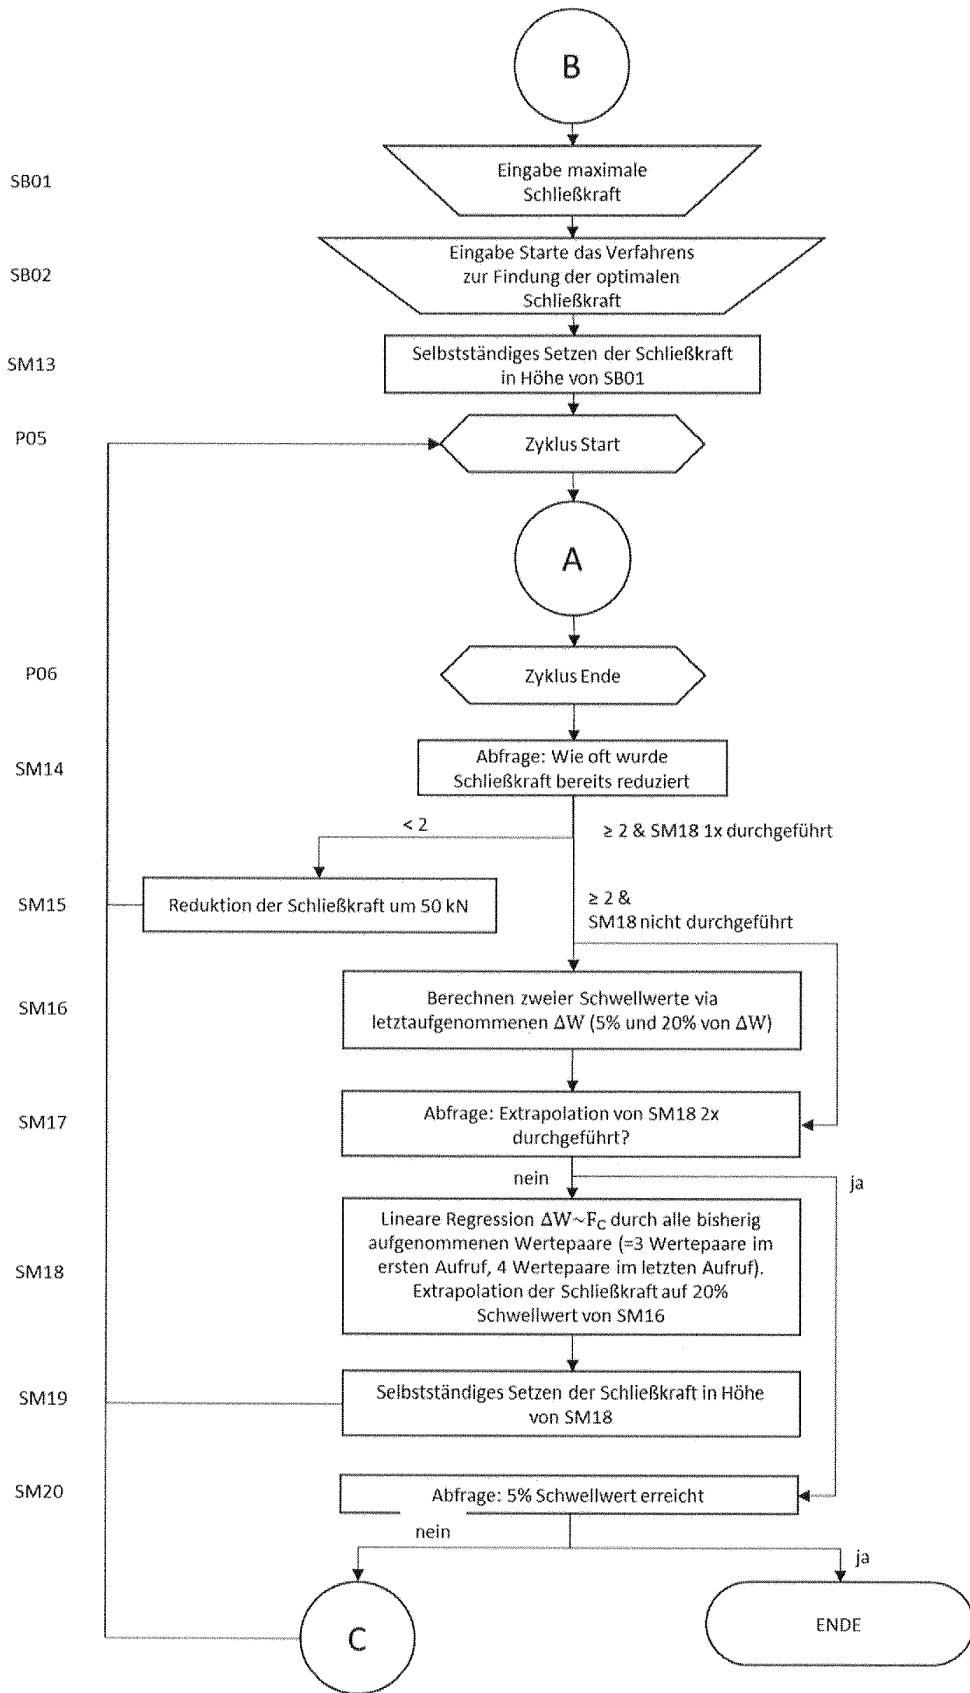 B
SB01
Eingabe maximale
Schließkraft
SB02
Eingabe Starte das Verfahrens
zur Findung der optimalen
Schließkraft
SM13
Selbstständiges Setzen der Schließkraft
in Höhe von SB01
P05
Zyklus Start
A
P06
Zyklus Ende
SM14
Abfrage: Wie oft wurde
Schließkraft bereits reduziert
< 2
≥ 2 & SM18 1x durchgeführt
SM15
Reduktion der Schließkraft um 50 kN
≥ 2 &
SM18 nicht durchgeführt
SM16
Berechnen zweier Schwellwerte via
letztaufgenommenen ΔW (5% und 20% von ΔW)
SM17
Abfrage: Extrapolation von SM18 2x
durchgeführt?
nein
ja
SM18
Lineare Regression ΔW~F_C durch alle bisherig
aufgenommenen Wertepaare (=3 Wertepaare im
ersten Aufruf, 4 Wertepaare im letzten Aufruf).
Extrapolation der Schließkraft auf 20%
Schwellwert von SM16
SM19
Selbstständiges Setzen der Schließkraft in Höhe
von SM18
SM20
Abfrage: 5% Schwellwert erreicht
nein
ja
C
ENDE